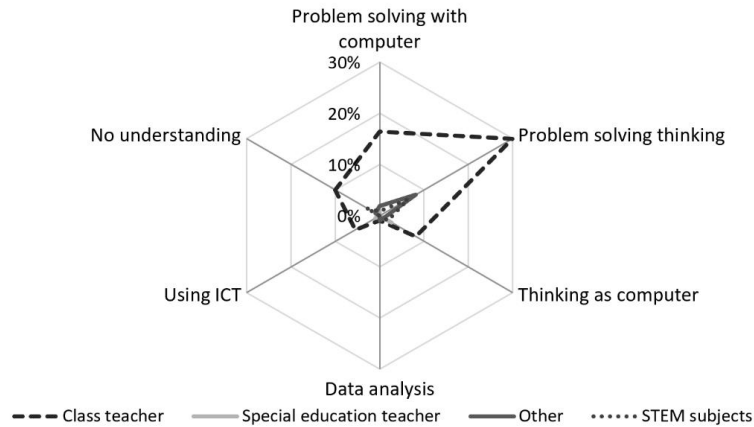 Problem solving with
computer
30%
20%
No understanding
Problem solving thinking
10%
0%
Using ICT
Thinking as computer
Data analysis
Class teacher Special education teacher Other STEM subjects